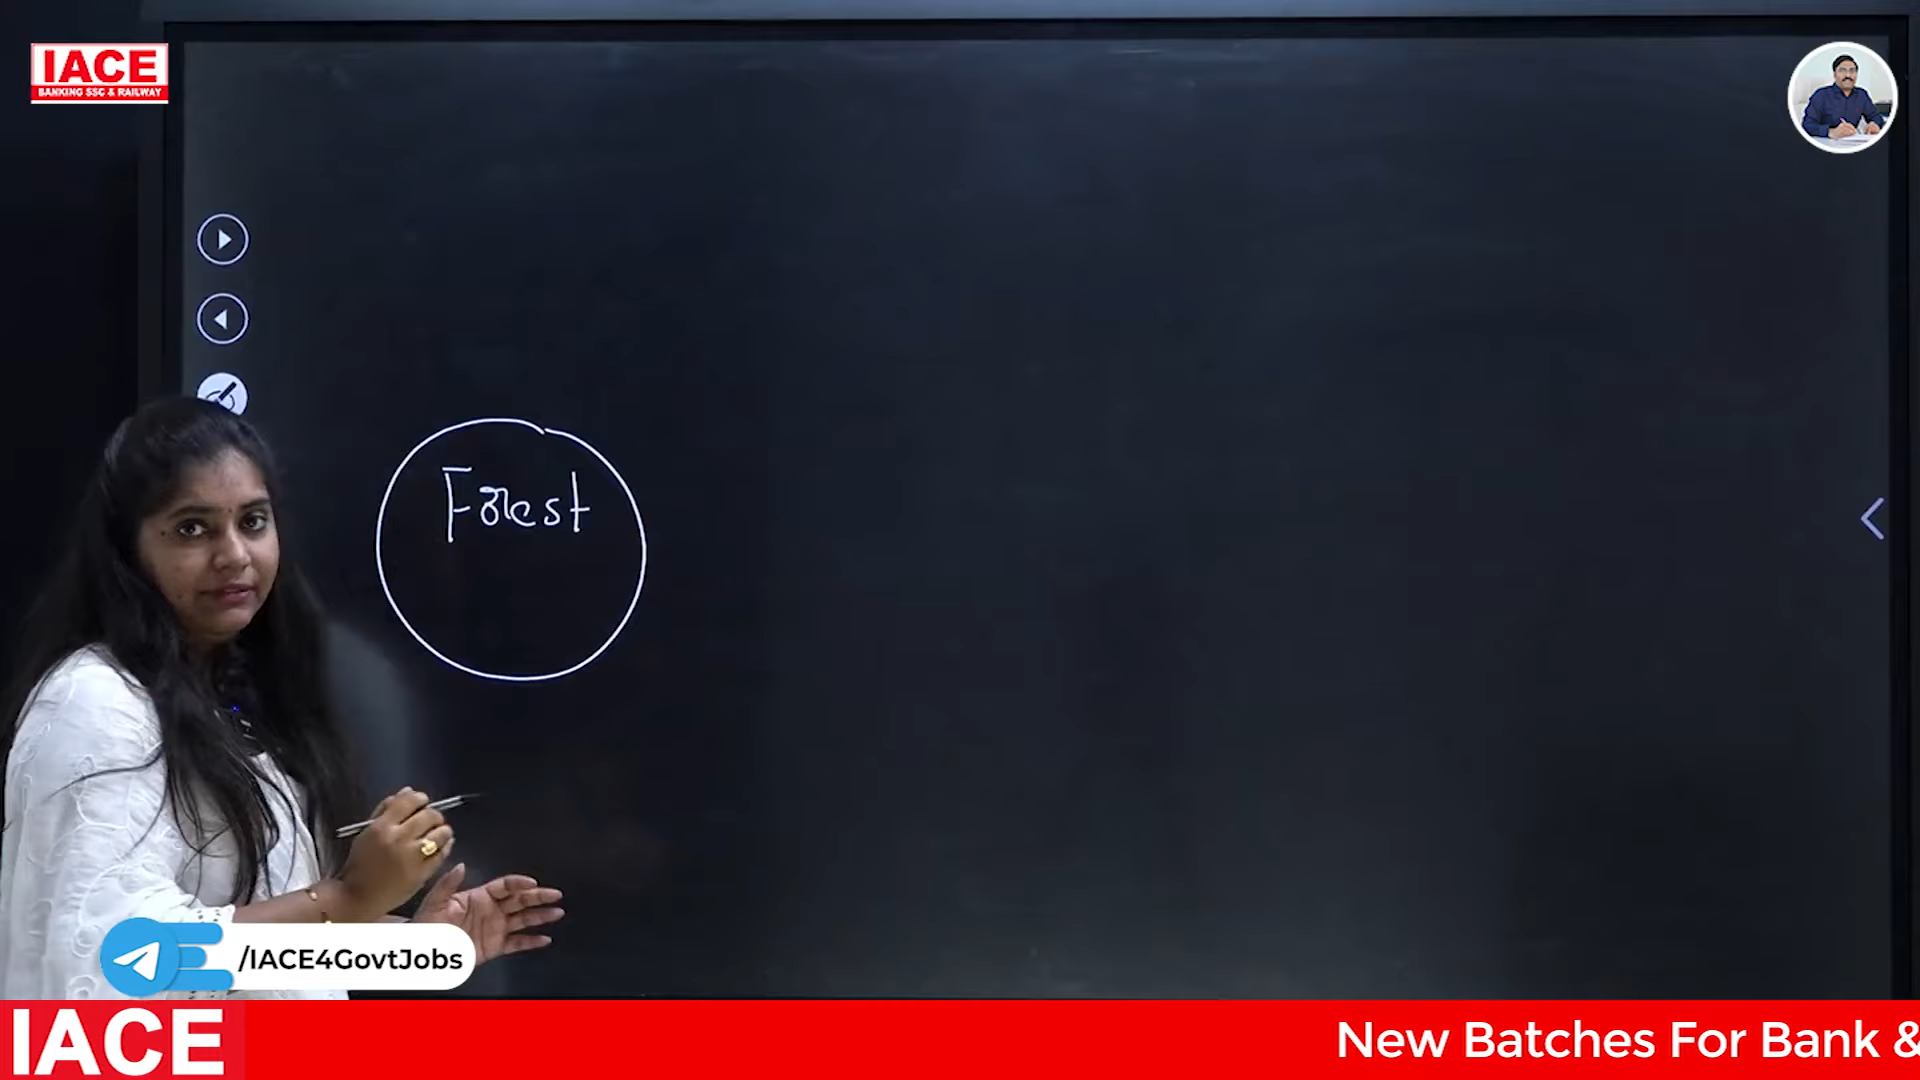 IACE
BANKING SSC & RAILWAY
Forest
/IACE4GovtJobs
IACE
New Batches For Bank &